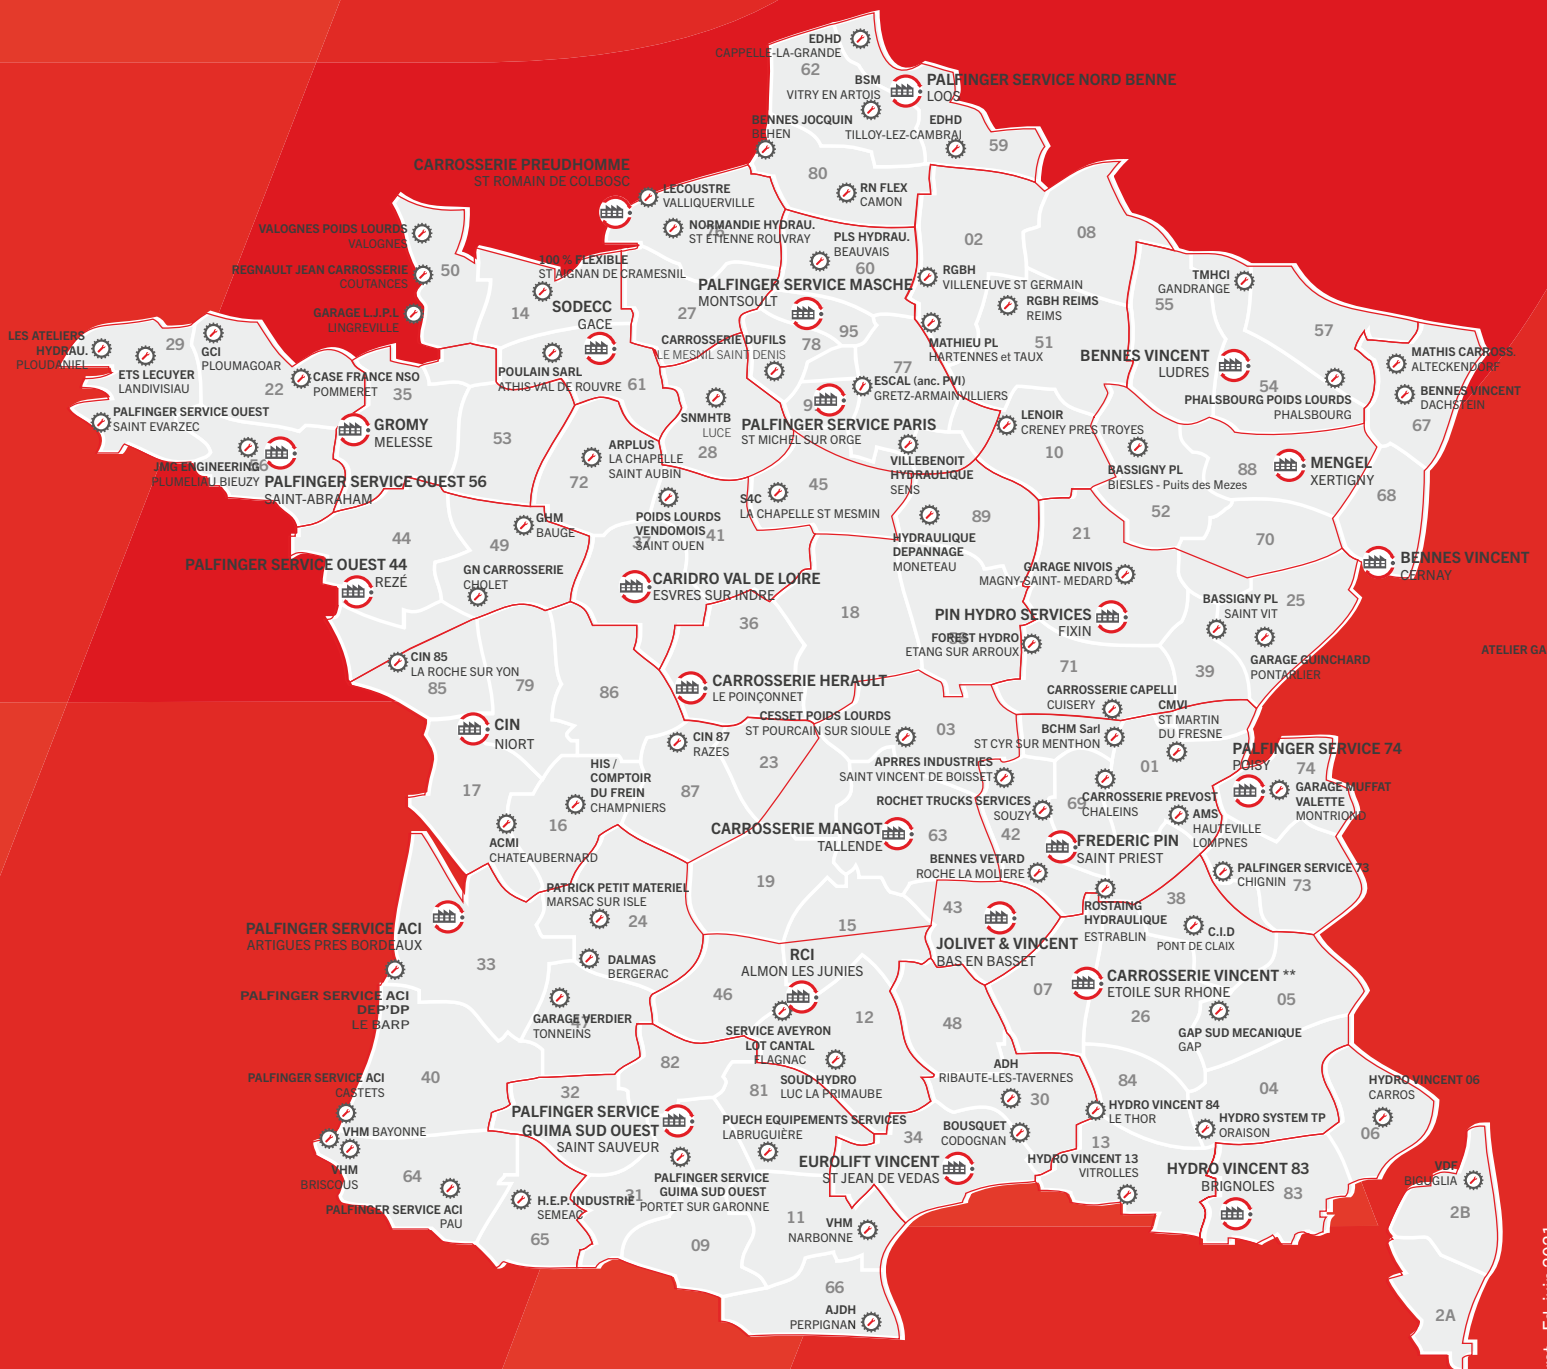 EDHD
CAPPELLE-LA-GRANDE
62
BSM
VITRY EN ARTOIS
PALFINGER SERVICE NORD BENNE
LOOS
BENNES JOCQUIN
BEHEN
EDHD
TILLOY-LEZ-CAMBRAI
59
80
RN FLEX
CAMON
CARROSSERIE PREUDHOMME
ST ROMAIN DE COLBOSC
LECOUSTRE
VALLIQUERVILLE
NORMANDIE HYDRAU.
ST ETIENNE ROUVRAY
76
PLS HYDRAU.
BEAUVAIS
60
02
08
VALOGNES POIDS LOURDS
VALOGNES
REGNAULT JEAN CARROSSERIE
COUTANCES
50
GARAGE L.J.P.L
LINGREVILLE
100 % FLEXIBLE
ST AIGNAN DE CRAMESNIL
14
SODECC
GACE
27
PALFINGER SERVICE MASCHE
MONTSOULT
95
78
RGBH
VILLENEUVE ST GERMAIN
RGBH REIMS
REIMS
51
MATHIEU PL
HARTENNES et TAUX
TMHCI
GANDRANGE
55
57
BENNES VINCENT
LUDRES
54
PHALSBOURG POIDS LOURDS
PHALSBOURG
MATHIS CARROSS.
ALTECKENDORF
BENNES VINCENT
DACHSTEIN
67
LES ATELIERS
HYDRAU.
PLOUDANIEL
29
ETS LECUYER
LANDIVISIAU
GCI
PLOUMAGOAR
22
CASE FRANCE NSO
POMMERET
35
PALFINGER SERVICE OUEST
SAINT EVARZEC
GROMY
MELESSE
53
JMG ENGINEERING
PLUMELIAU BIEUZY
56
PALFINGER SERVICE OUEST 56
SAINT-ABRAHAM
POULAIN SARL
ATHIS VAL DE ROUVRE
61
CARROSSERIE DUFILS
LE MESNIL SAINT DENIS
77
ESCAL (anc. PVI)
GRETZ-ARMAINVILLIERS
SNMHTB
LUCE
28
PALFINGER SERVICE PARIS
ST MICHEL SUR ORGE
LENOIR
CRENEY PRES TROYES
10
BASSIGNY PL
BIESLES - Puits des Mezes
88
MENGEL
XERTIGNY
68
52
70
ARPLUS
LA CHAPELLE
SAINT AUBIN
72
VILLEBENOIT
HYDRAULIQUE
SENS
45
S4C
LA CHAPELLE ST MESMIN
89
POIDS LOURDS
VENDOMOIS
SAINT OUEN
41
37
HYDRAULIQUE
DEPANNAGE
MONETEAU
21
44
49
GHM
BAUGE
PALFINGER SERVICE OUEST 44
REZÉ
GN CARROSSERIE
CHOLET
CARIDRO VAL DE LOIRE
ESVRES SUR INDRE
36
18
GARAGE NIVOIS
MAGNY-SAINT- MEDARD
BENNES VINCENT
CERNAY
BASSIGNY PL
SAINT VIT
25
PIN HYDRO SERVICES
FIXIN
FOREST HYDRO
ETANG SUR ARROUX
GARAGE GUINCHARD
PONTARLIER
39
71
ATELIER GA
CIN 85
LA ROCHE SUR YON
85
79
86
CARROSSERIE HERAULT
LE POINÇONNET
CARROSSERIE CAPELLI
CUISERY
CMVI
ST MARTIN
DU FRESNE
CIN
NIORT
CIN 87
RAZES
23
CESSET POIDS LOURDS
ST POURCAIN SUR SIOULE
03
BCHM Sarl
ST CYR SUR MENTHON
01
PALFINGER SERVICE 74
POISY
74
GARAGE MUFFAT
VALETTE
MONTRIOND
17
HIS /
COMPTOIR
DU FREIN
CHAMPNIERS
87
16
ACMI
CHATEAUBERNARD
APRRES INDUSTRIES
SAINT VINCENT DE BOISSET
ROCHET TRUCKS SERVICES
SOUZY
69
CARROSSERIE PREVOST
CHALEINS
AMS
HAUTEVILLE
LOMPNES
CARROSSERIE MANGOT
TALLENDE
63
42
FREDERIC PIN
SAINT PRIEST
BENNES VETARD
ROCHE LA MOLIERE
PALFINGER SERVICE 73
CHIGNIN
73
19
15
43
38
ROSTAING
HYDRAULIQUE
ESTRABLIN
C.I.D
PONT DE CLAIX
PATRICK PETIT MATERIEL
MARSAC SUR ISLE
24
PALFINGER SERVICE ACI
ARTIGUES PRES BORDEAUX
33
DALMAS
BERGERAC
PALFINGER SERVICE ACI
DEP'DP
LE BARP
GARAGE VERDIER
TONNEINS
47
JOLIVET & VINCENT
BAS EN BASSET
RCI
ALMON LES JUNIES
46
12
SERVICE AVEYRON
LOT CANTAL
FLAGNAC
48
07
CARROSSERIE VINCENT **
ETOILE SUR RHONE
26
05
GAP SUD MECANIQUE
GAP
PALFINGER SERVICE ACI
CASTETS
40
82
81
SOUD HYDRO
LUC LA PRIMAUBE
ADH
RIBAUTE-LES-TAVERNES
30
84
04
HYDRO VINCENT 06
CARROS
06
HYDRO VINCENT 84
LE THOR
HYDRO SYSTEM TP
ORAISON
VHM BAYONNE
VHM
BRISCOUS
64
32
PALFINGER SERVICE
GUIMA SUD OUEST
SAINT SAUVEUR
PUECH EQUIPEMENTS SERVICES
LABRUGUIÈRE
34
BOUSQUET
CODOGNAN
13
HYDRO VINCENT 13
VITROLLES
EUROLIFT VINCENT
ST JEAN DE VEDAS
HYDRO VINCENT 83
BRIGNOLES
83
PALFINGER SERVICE ACI
PAU
H.E.P. INDUSTRIE
SEMEAC
31
PALFINGER SERVICE
GUIMA SUD OUEST
PORTET SUR GARONNE
65
09
11
VHM
NARBONNE
66
AJDH
PERPIGNAN
VDF
BIGUGLIA
2B
2A